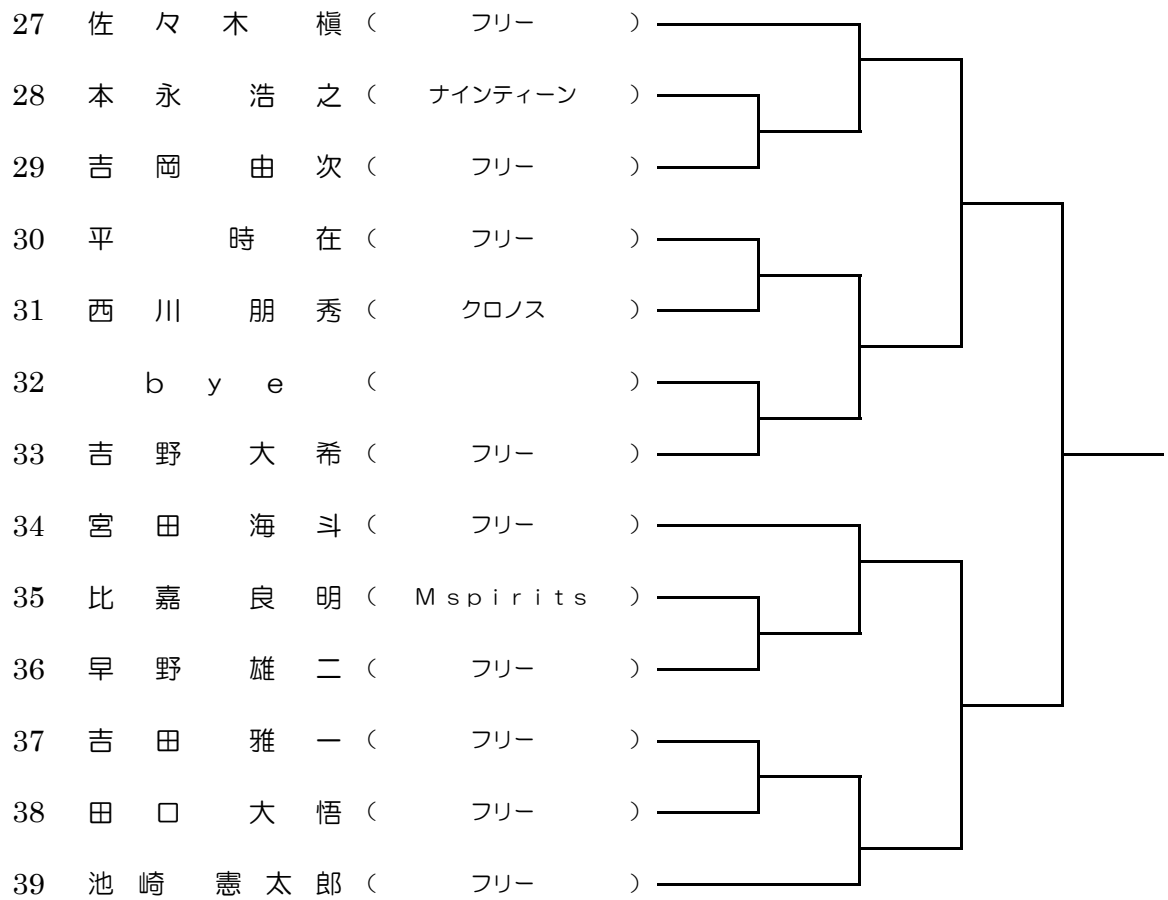 27 佐々木 槇 ( フリー )
28 本永 浩之 ( ナインティーン )
29 吉岡 由次 ( フリー )
30 平 時在 ( フリー )
31 西川 朋秀 ( クロノス )
32 bye ( )
33 吉野 大希 ( フリー )
34 宮田 海斗 ( フリー )
35 比嘉 良明 ( Mspirits )
36 早野 雄二 ( フリー )
37 吉田 雅一 ( フリー )
38 田口 大悟 ( フリー )
39 池崎 憲太郎 ( フリー )